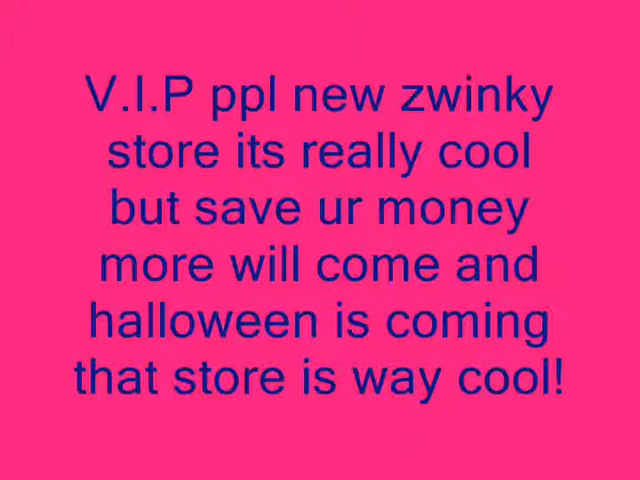 V.I.P ppl new zwinky
store its really cool
but save ur money
more will come and
halloween is coming
that store is way cool!